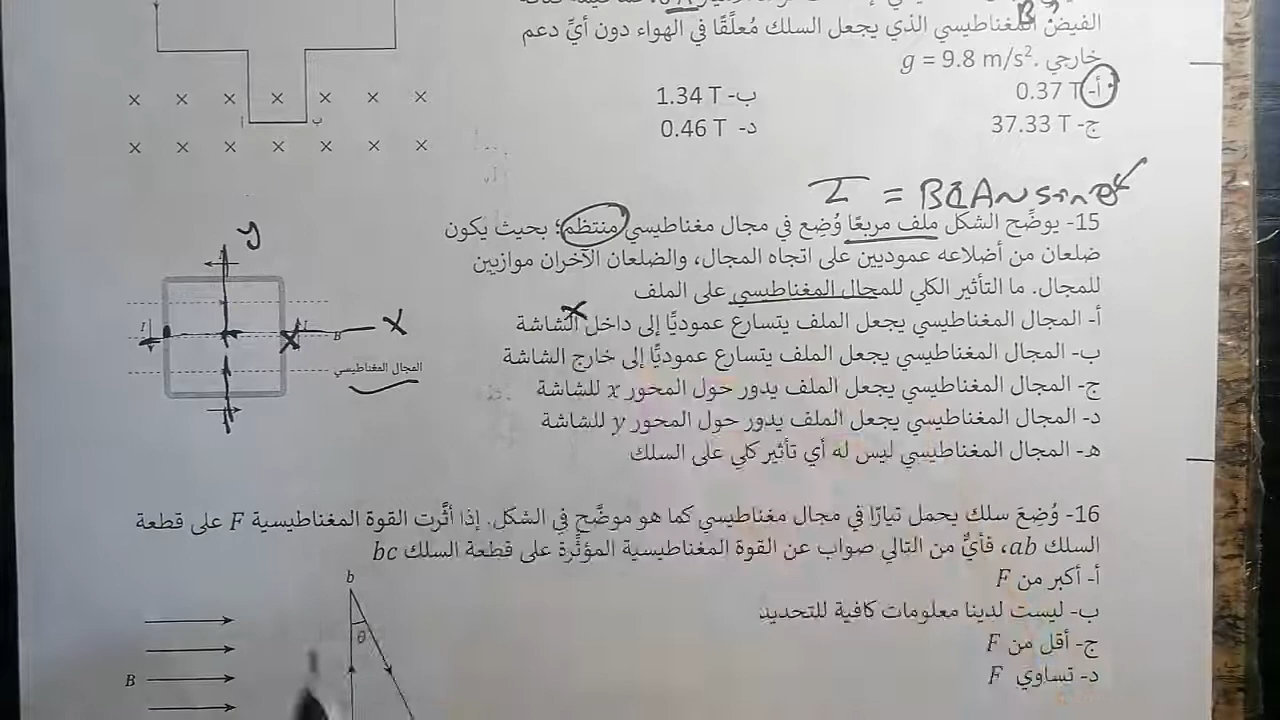 الفيض المغناطيسي الذي يجعل السلك مُعلَّقًا في الهواء دون أيِّ دعم
خارجي. g = 9.8 m/s².
أ- 0.37 T
ب- 1.34 T
ج- 37.33 T
د- 0.46 T
أ
ب
τ = BIAN sin θ
15- يوضِّح الشكل ملف مربعًا وُضِع في مجال مغناطيسي منتظم؛ بحيث يكون
ضلعان من أضلاعه عموديين على اتجاه المجال، والضلعان الآخران موازيين
للمجال. ما التأثير الكلي للمجال المغناطيسي على الملف
أ- المجال المغناطيسي يجعل الملف يتسارع عموديًّا إلى داخل الشاشة
ب- المجال المغناطيسي يجعل الملف يتسارع عموديًّا إلى خارج الشاشة
ج- المجال المغناطيسي يجعل الملف يدور حول المحور x للشاشة
د- المجال المغناطيسي يجعل الملف يدور حول المحور y للشاشة
هـ- المجال المغناطيسي ليس له أي تأثير كلي على السلك
y
I
B
x
المجال المغناطيسي
16- وُضِعَ سلك يحمل تيارًا في مجال مغناطيسي كما هو موضَّح في الشكل. إذا أثَّرت القوة المغناطيسية F على قطعة
السلك ab، فأيٌّ من التالي صواب عن القوة المغناطيسية المؤثِّرة على قطعة السلك bc
أ- أكبر من F
ب- ليست لدينا معلومات كافية للتحديد
ج- أقل من F
د- تساوي F
b
θ
B